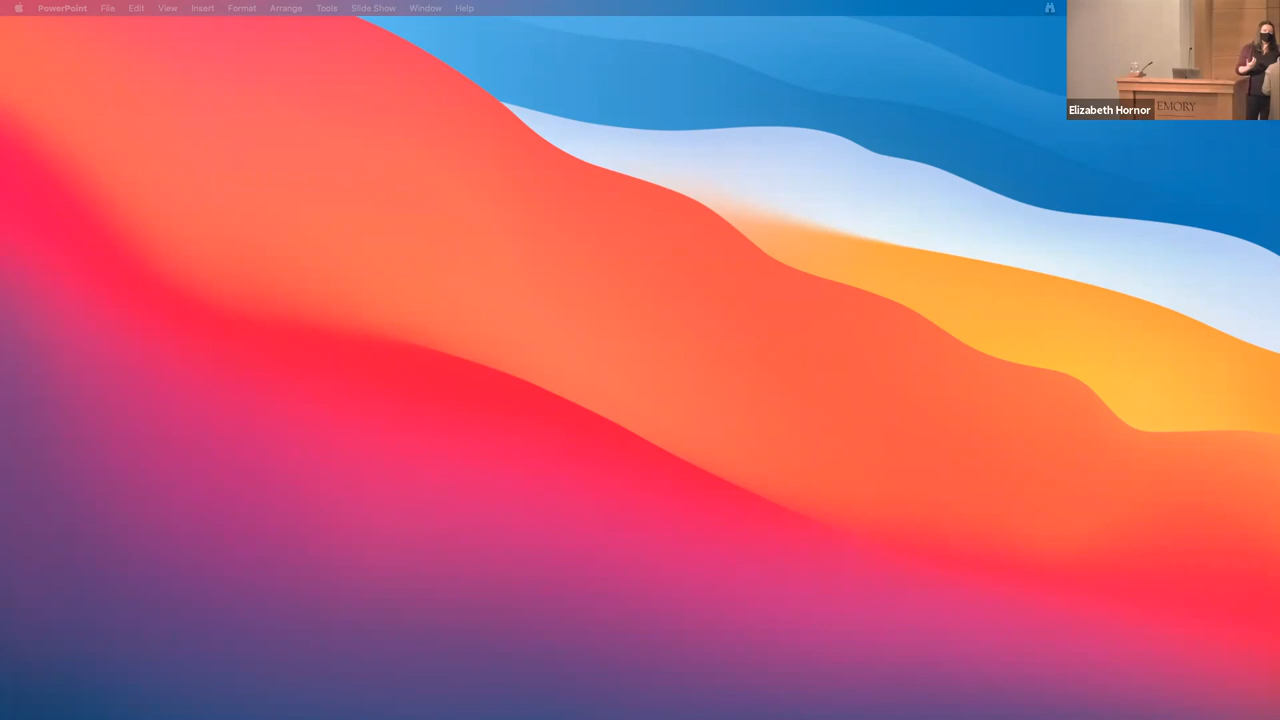 PowerPoint File Edit View Insert Format Arrange Tools Slide Show Window Help
Elizabeth Hornor
EMORY